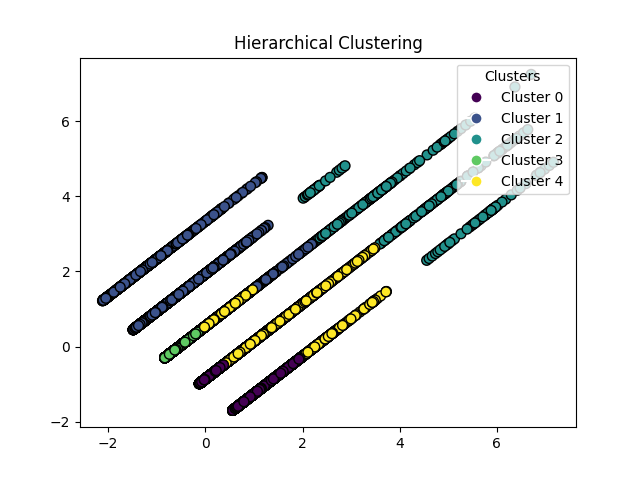 Hierarchical Clustering
Clusters
Cluster 0
Cluster 1
Cluster 2
Cluster 3
Cluster 4
6
4
2
0
−2
−2 0 2 4 6